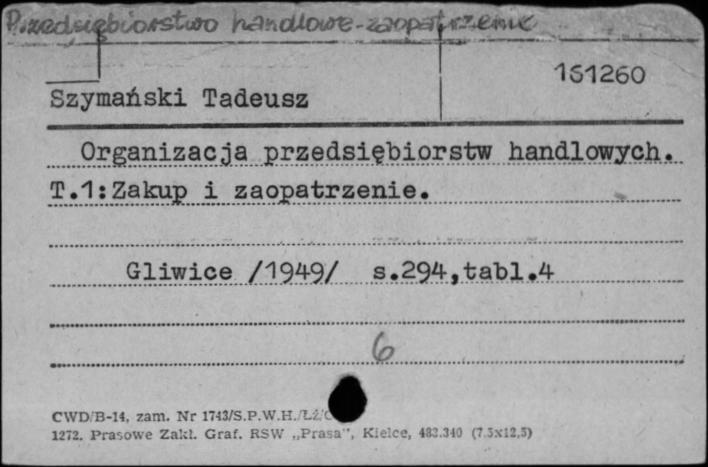 Przedsiębiorstwo handlowe-zaopatrzenie
151260
Szymański Tadeusz
Organizacja przedsiębiorstw handlowych.
T.1:Zakup i zaopatrzenie.
Gliwice /1949/ s.294,tabl.4
6
CWD/B-14, zam. Nr 1743/S.P.W.H./Łź/
1272. Prasowe Zakł. Graf. RSW „Prasa”, Kielce, 483.340 (7.5x12,5)